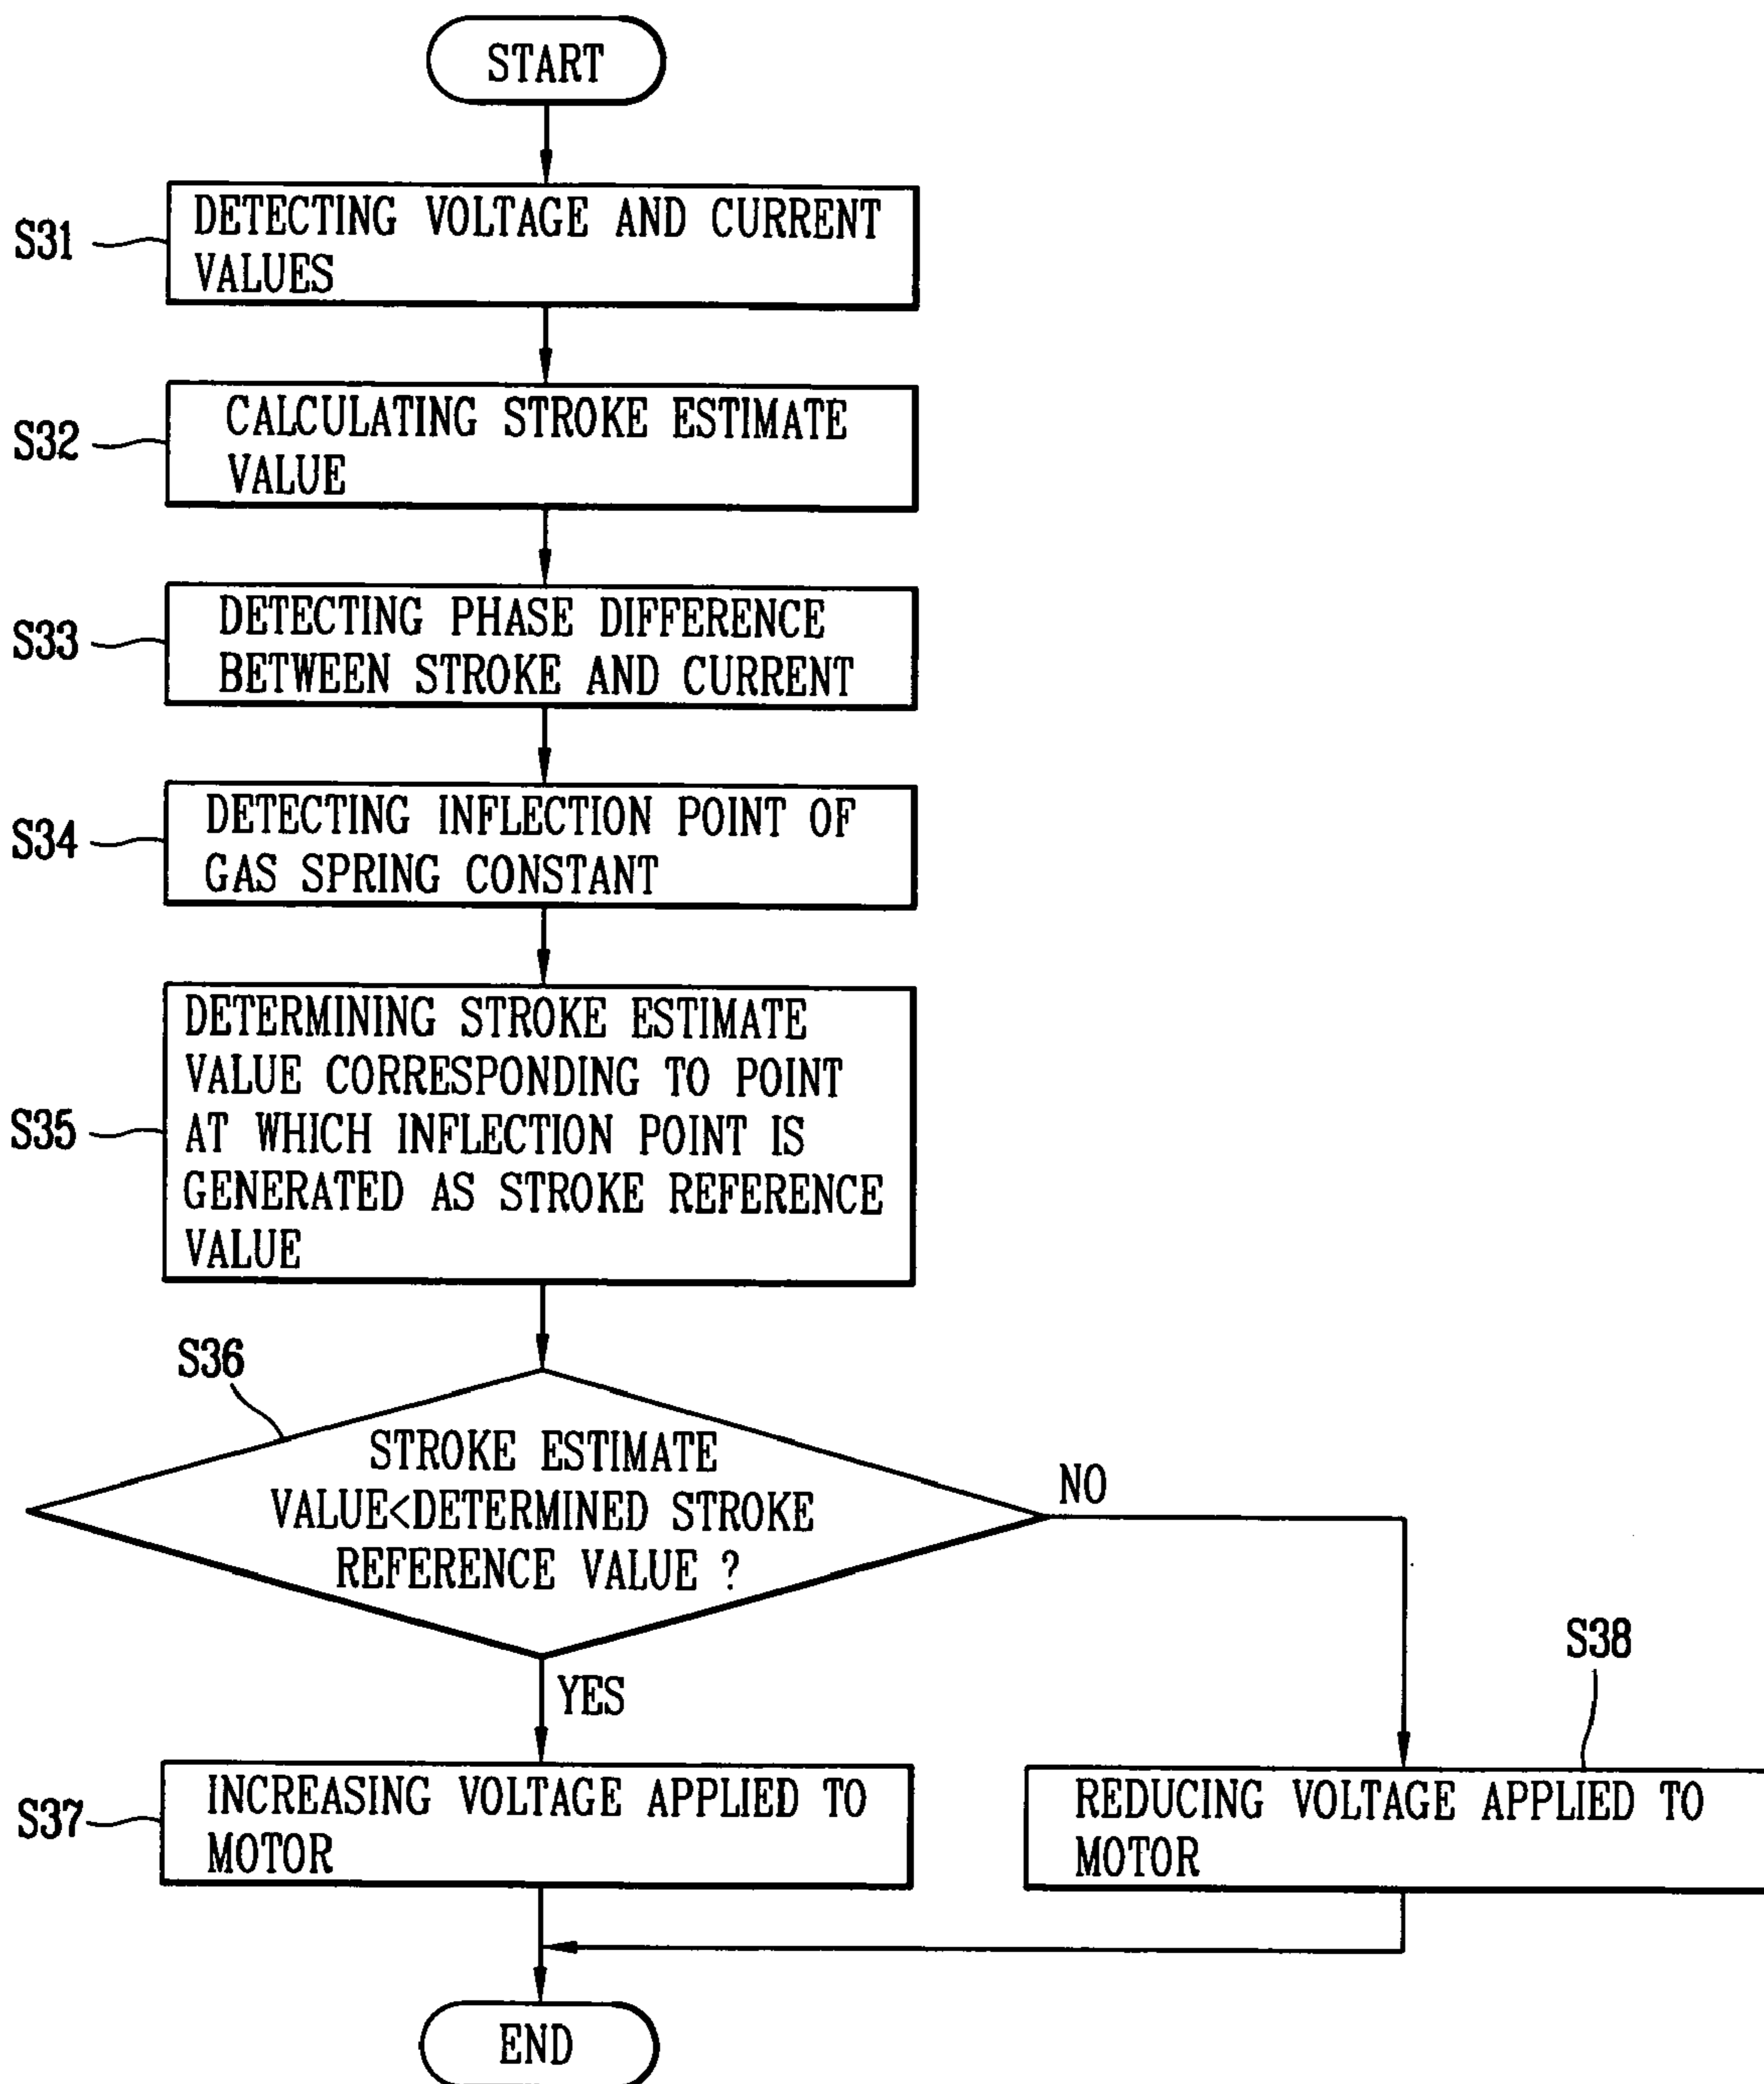 START
S31
DETECTING VOLTAGE AND CURRENT
VALUES
S32
CALCULATING STROKE ESTIMATE
VALUE
S33
DETECTING PHASE DIFFERENCE
BETWEEN STROKE AND CURRENT
S34
DETECTING INFLECTION POINT OF
GAS SPRING CONSTANT
S35
DETERMINING STROKE ESTIMATE
VALUE CORRESPONDING TO POINT
AT WHICH INFLECTION POINT IS
GENERATED AS STROKE REFERENCE
VALUE
S36
STROKE ESTIMATE
VALUE<DETERMINED STROKE
REFERENCE VALUE ?
NO
YES
S37
INCREASING VOLTAGE APPLIED TO
MOTOR
S38
REDUCING VOLTAGE APPLIED TO
MOTOR
END